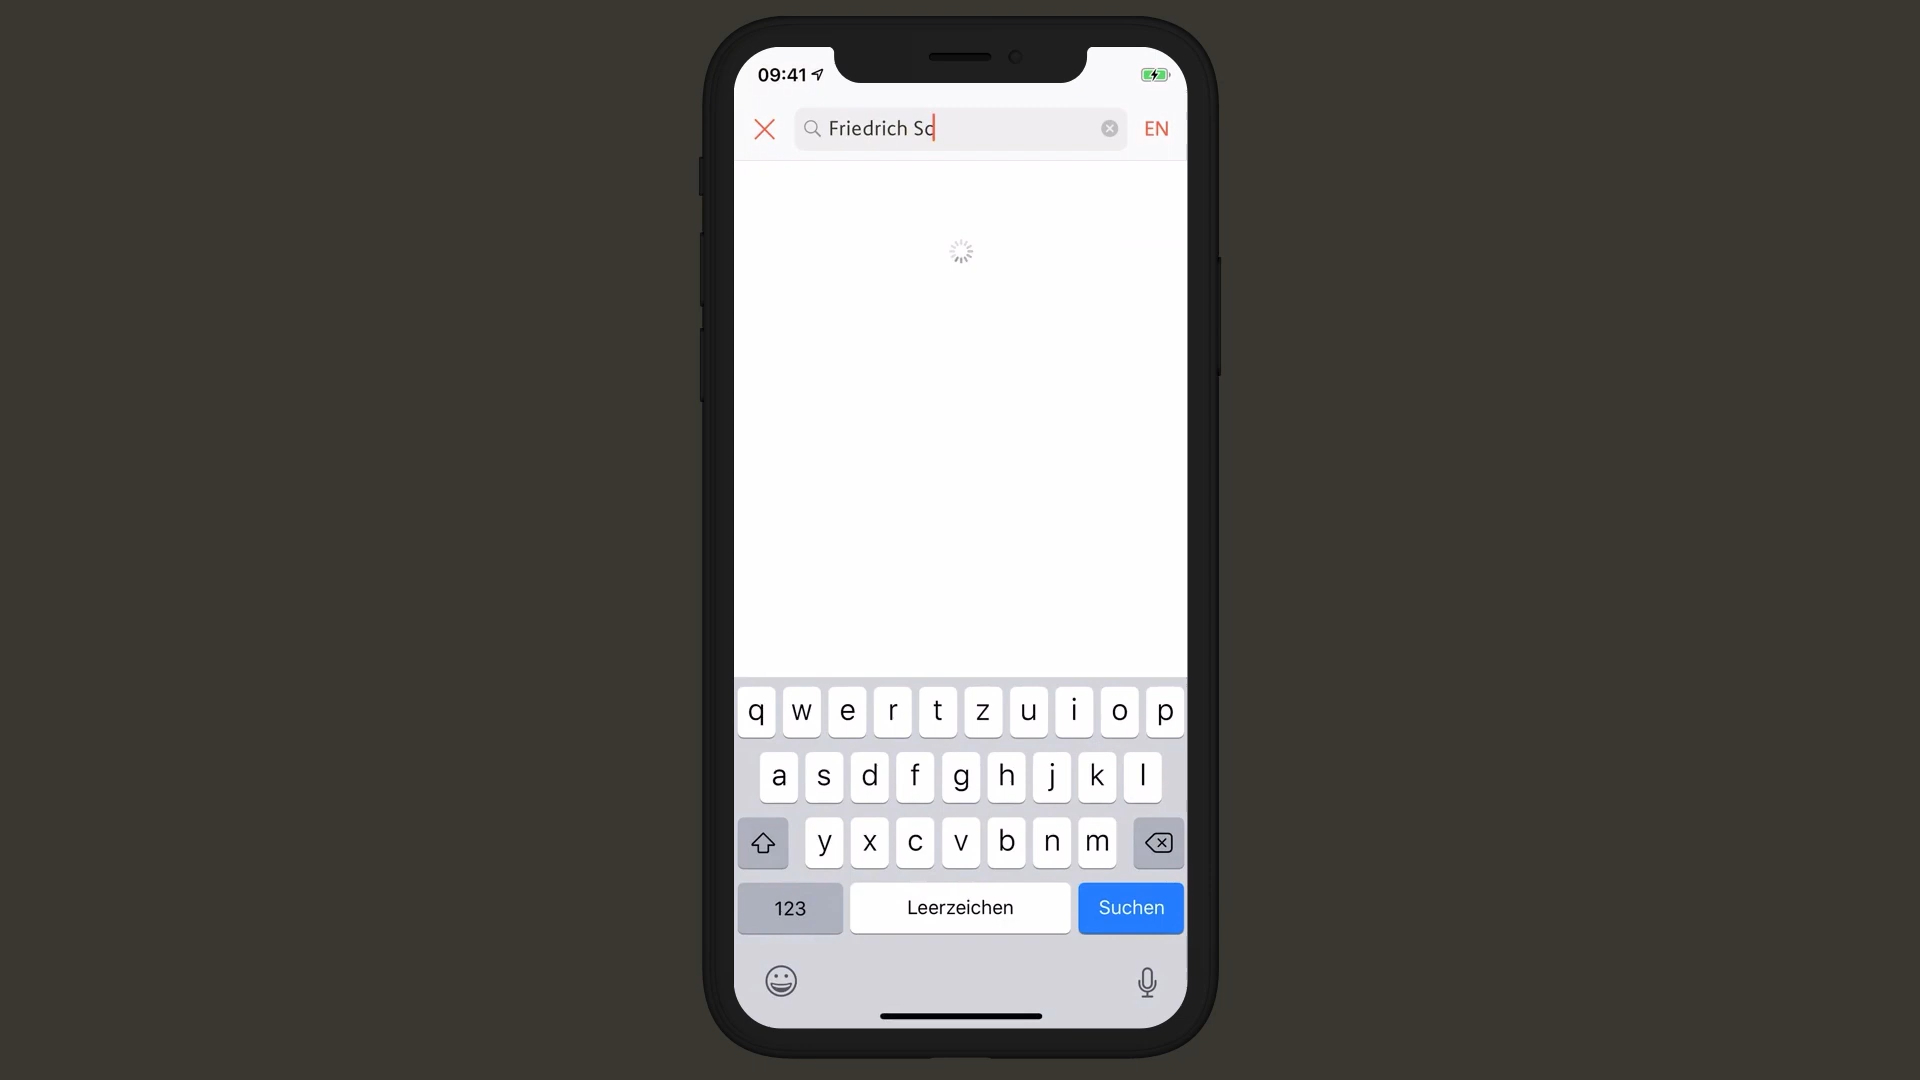 09:41
Friedrich Sc
EN
q w e r t z u i o p
a s d f g h j k l
y x c v b n m
123 Leerzeichen Suchen